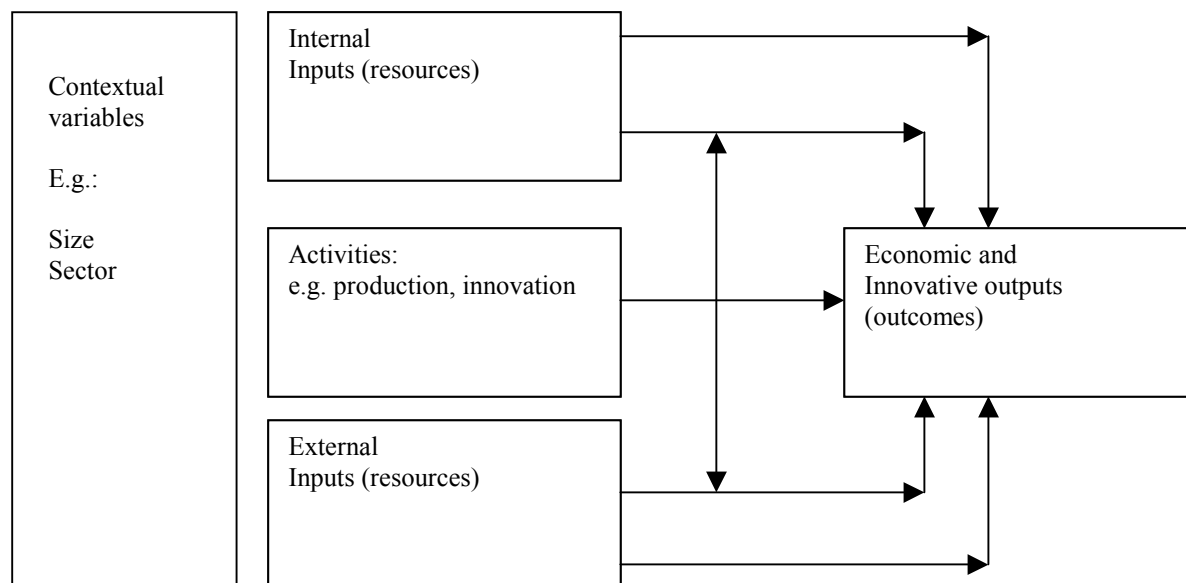 Contextual
variables
E.g.:
Size
Sector
Internal
Inputs (resources)
Activities:
e.g. production, innovation
External
Inputs (resources)
Economic and
Innovative outputs
(outcomes)